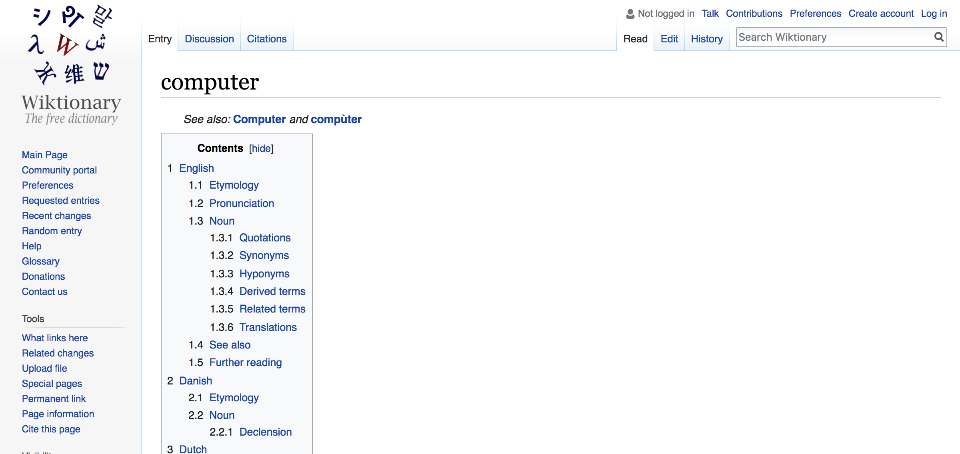 Not logged in Talk Contributions Preferences Create account Log in
Entry Discussion Citations Read Edit History Search Wiktionary
W
维
Wiktionary
The free dictionary
Main Page
Community portal
Preferences
Requested entries
Recent changes
Random entry
Help
Glossary
Donations
Contact us
Tools
What links here
Related changes
Upload file
Special pages
Permanent link
Page information
Cite this page
computer
See also: Computer and compùter
Contents [hide]
1 English
1.1 Etymology
1.2 Pronunciation
1.3 Noun
1.3.1 Quotations
1.3.2 Synonyms
1.3.3 Hyponyms
1.3.4 Derived terms
1.3.5 Related terms
1.3.6 Translations
1.4 See also
1.5 Further reading
2 Danish
2.1 Etymology
2.2 Noun
2.2.1 Declension
3 Dutch